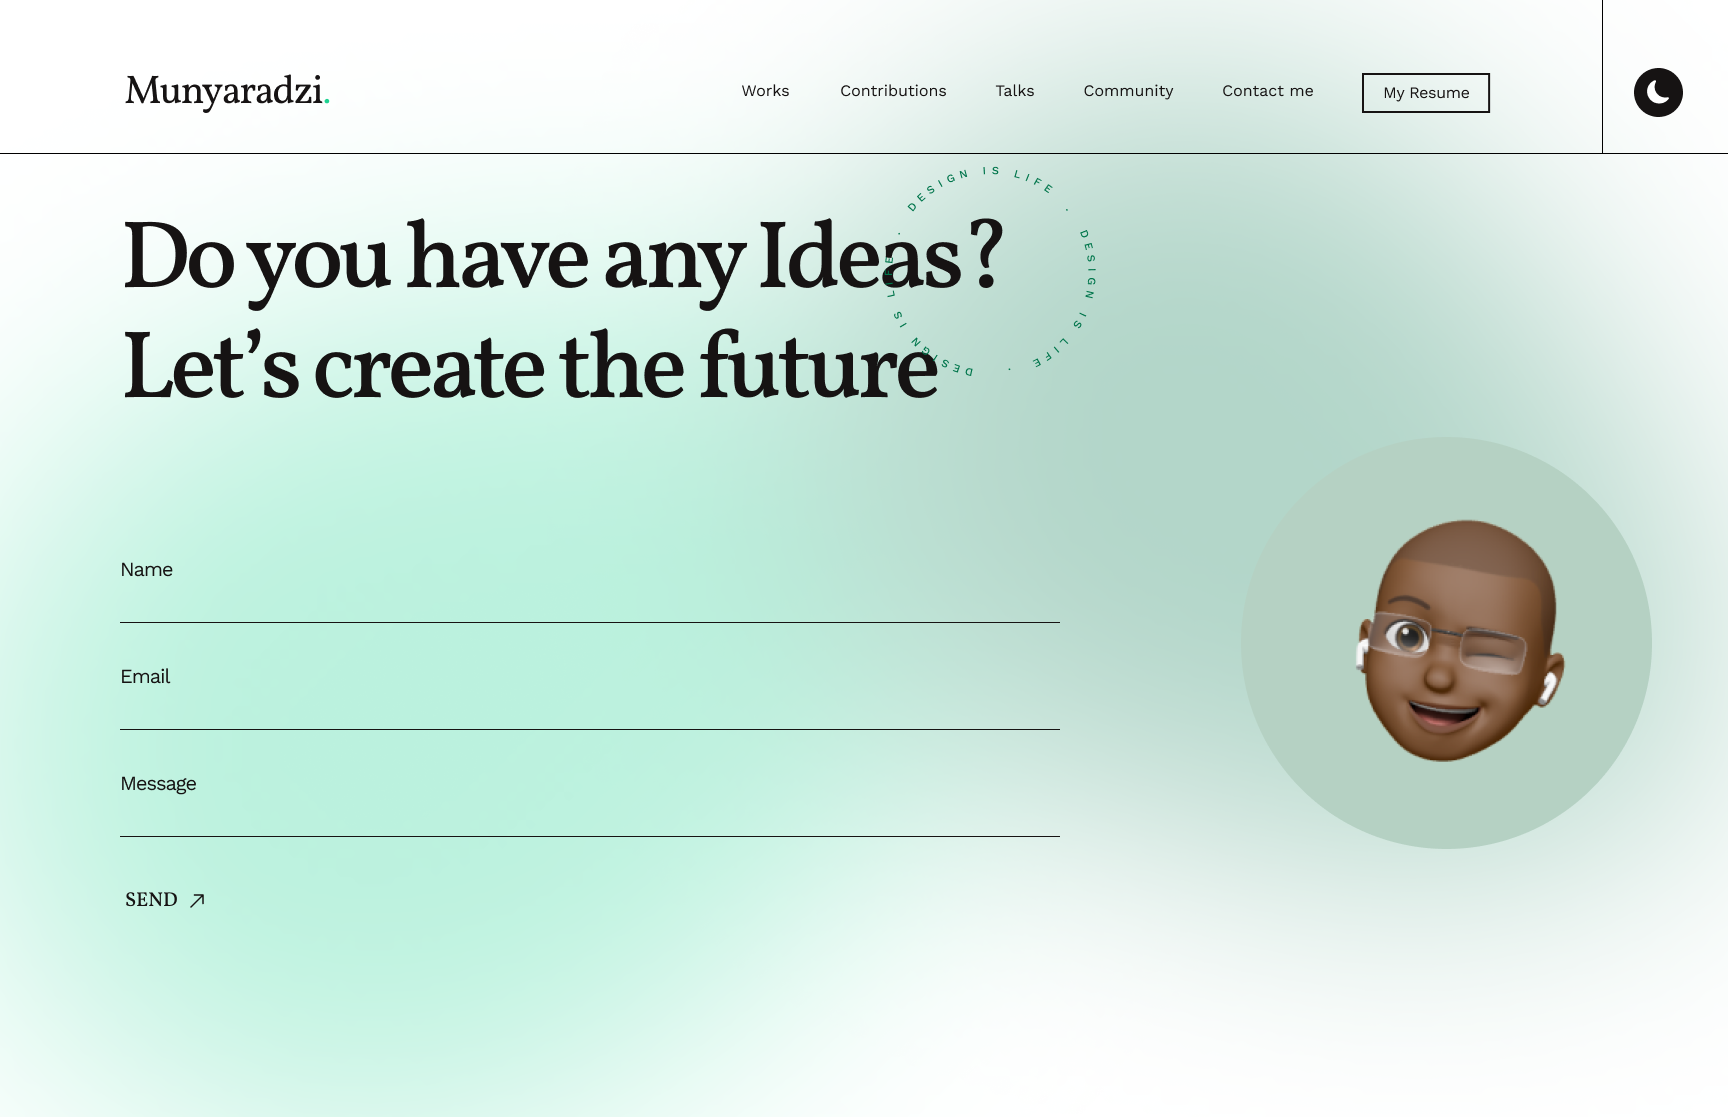 Munyaradzi.
Works
Contributions
Talks
Community
Contact me
My Resume
DESIGN IS LIFE · DESIGN IS LIFE · DESIGN IS LIFE ·
Do you have any Ideas?
Let’s create the future
Name
Email
Message
SEND